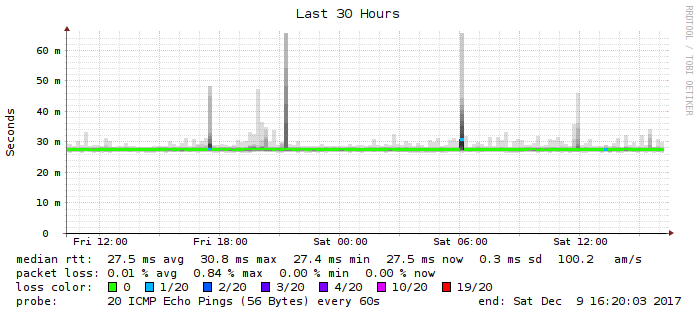 Last 30 Hours
RRDTOOL / TOBI OETIKER
Seconds
60 m
50 m
40 m
30 m
20 m
10 m
0
Fri 12:00 Fri 18:00 Sat 00:00 Sat 06:00 Sat 12:00
median rtt: 27.5 ms avg 30.8 ms max 27.4 ms min 27.5 ms now 0.3 ms sd 100.2 am/s
packet loss: 0.01 % avg 0.84 % max 0.00 % min 0.00 % now
loss color: 0 1/20 2/20 3/20 4/20 10/20 19/20
probe: 20 ICMP Echo Pings (56 Bytes) every 60s end: Sat Dec 9 16:20:03 2017